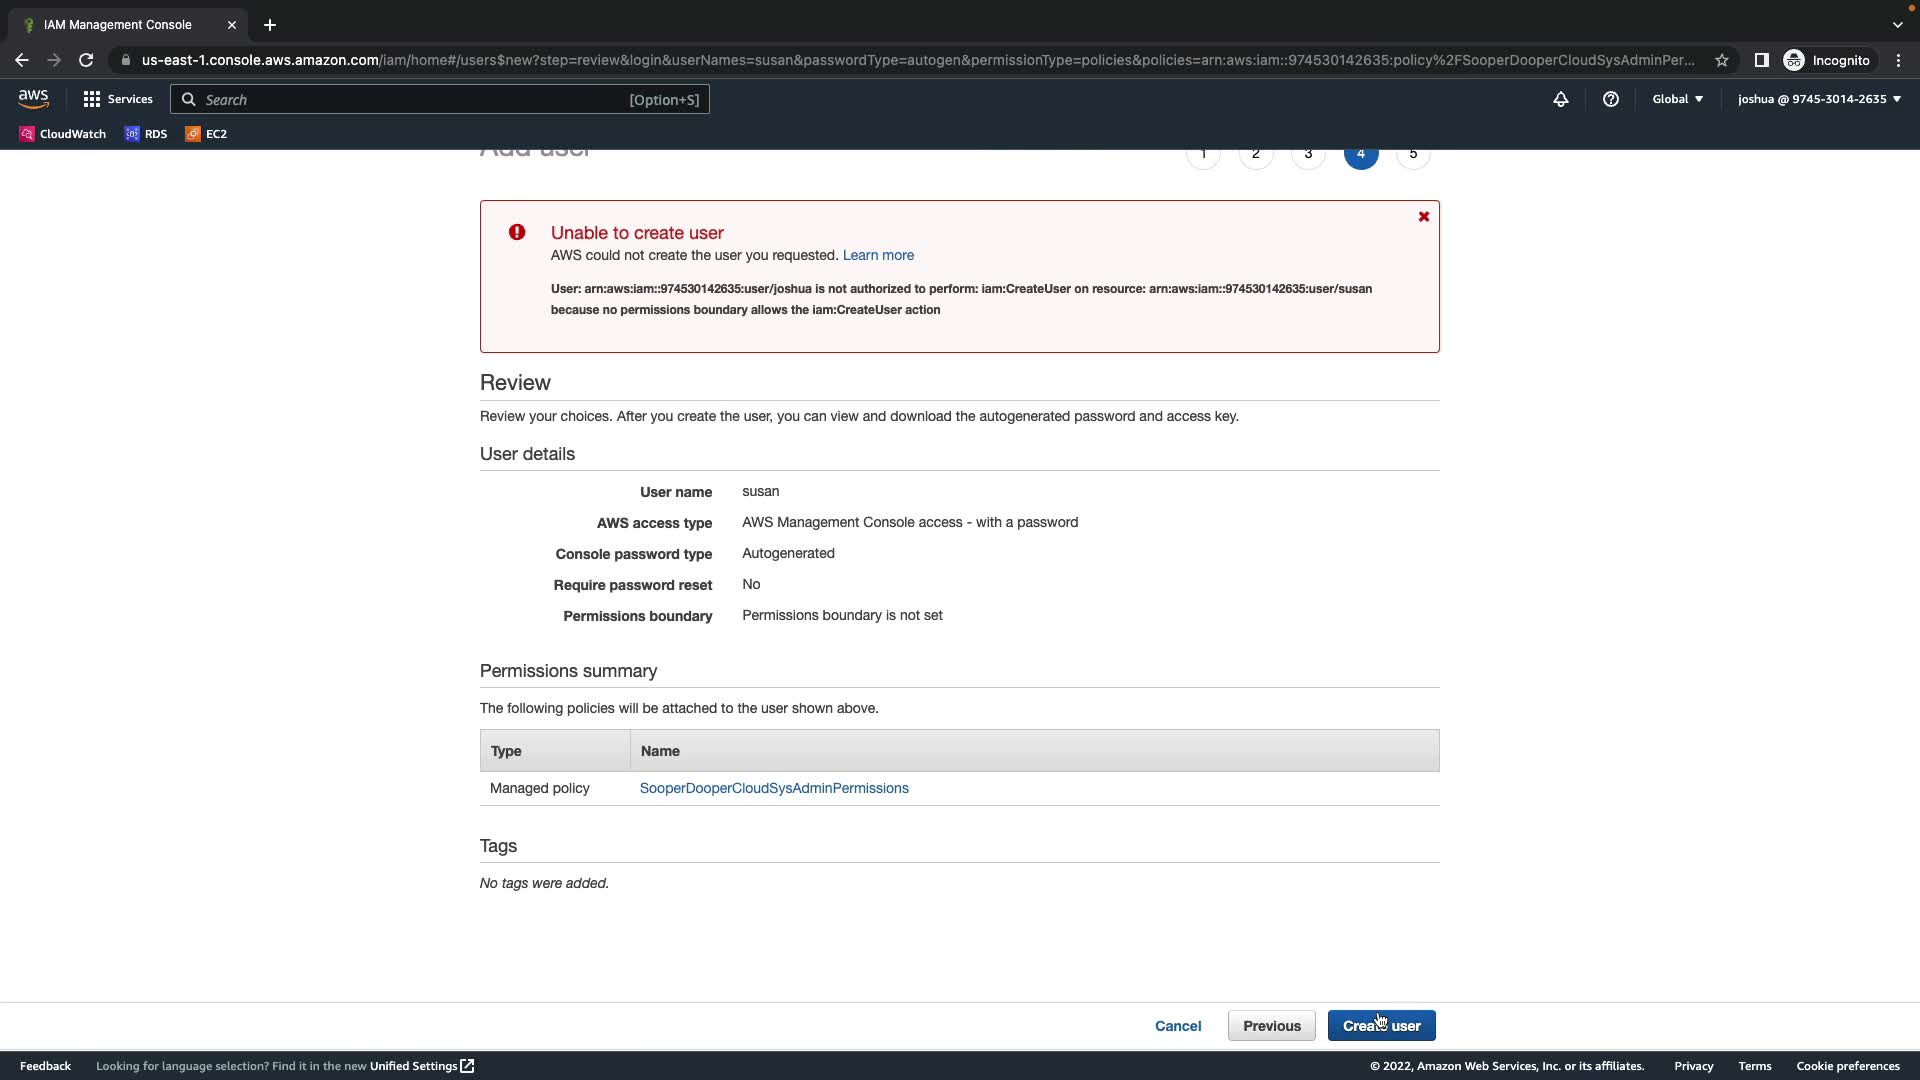 IAM Management Console
us-east-1.console.aws.amazon.com/iam/home#/users$new?step=review&login&userNames=susan&passwordType=autogen&permissionType=policies&policies=arn:aws:iam::974530142635:policy%2FSooperDooperCloudSysAdminPer...
Incognito
aws
Services
Search
[Option+S]
Global
joshua @ 9745-3014-2635
CloudWatch
RDS
EC2
Add user
1
2
3
4
5
Unable to create user
AWS could not create the user you requested. Learn more
User: arn:aws:iam::974530142635:user/joshua is not authorized to perform: iam:CreateUser on resource: arn:aws:iam::974530142635:user/susan
because no permissions boundary allows the iam:CreateUser action
Review
Review your choices. After you create the user, you can view and download the autogenerated password and access key.
User details
User name susan
AWS access type AWS Management Console access - with a password
Console password type Autogenerated
Require password reset No
Permissions boundary Permissions boundary is not set
Permissions summary
The following policies will be attached to the user shown above.
Type Name
Managed policy SooperDooperCloudSysAdminPermissions
Tags
No tags were added.
Cancel
Previous
Create user
Feedback
Looking for language selection? Find it in the new Unified Settings
© 2022, Amazon Web Services, Inc. or its affiliates.
Privacy
Terms
Cookie preferences